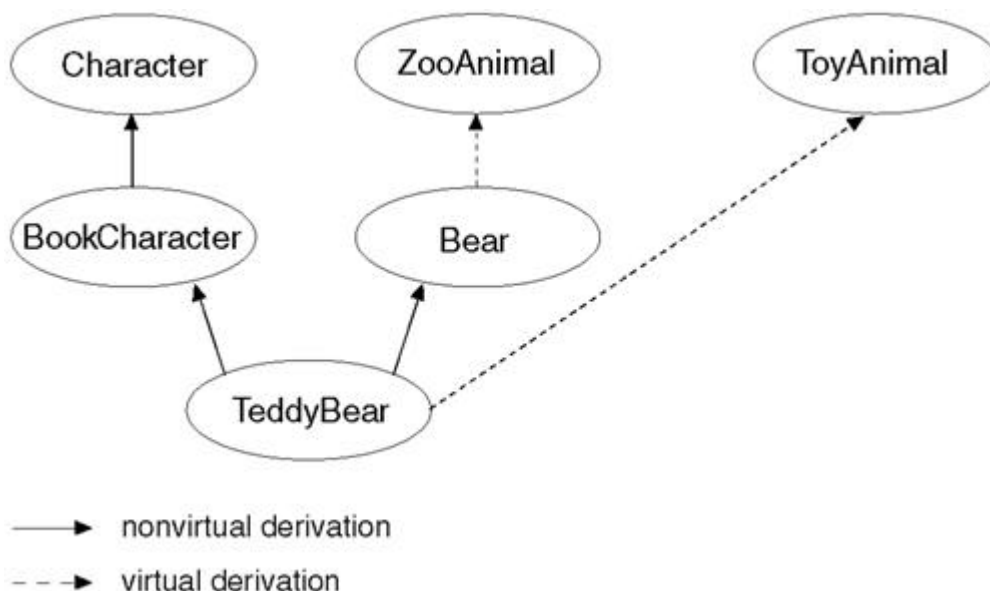 Character
ZooAnimal
ToyAnimal
BookCharacter
Bear
TeddyBear
nonvirtual derivation
virtual derivation